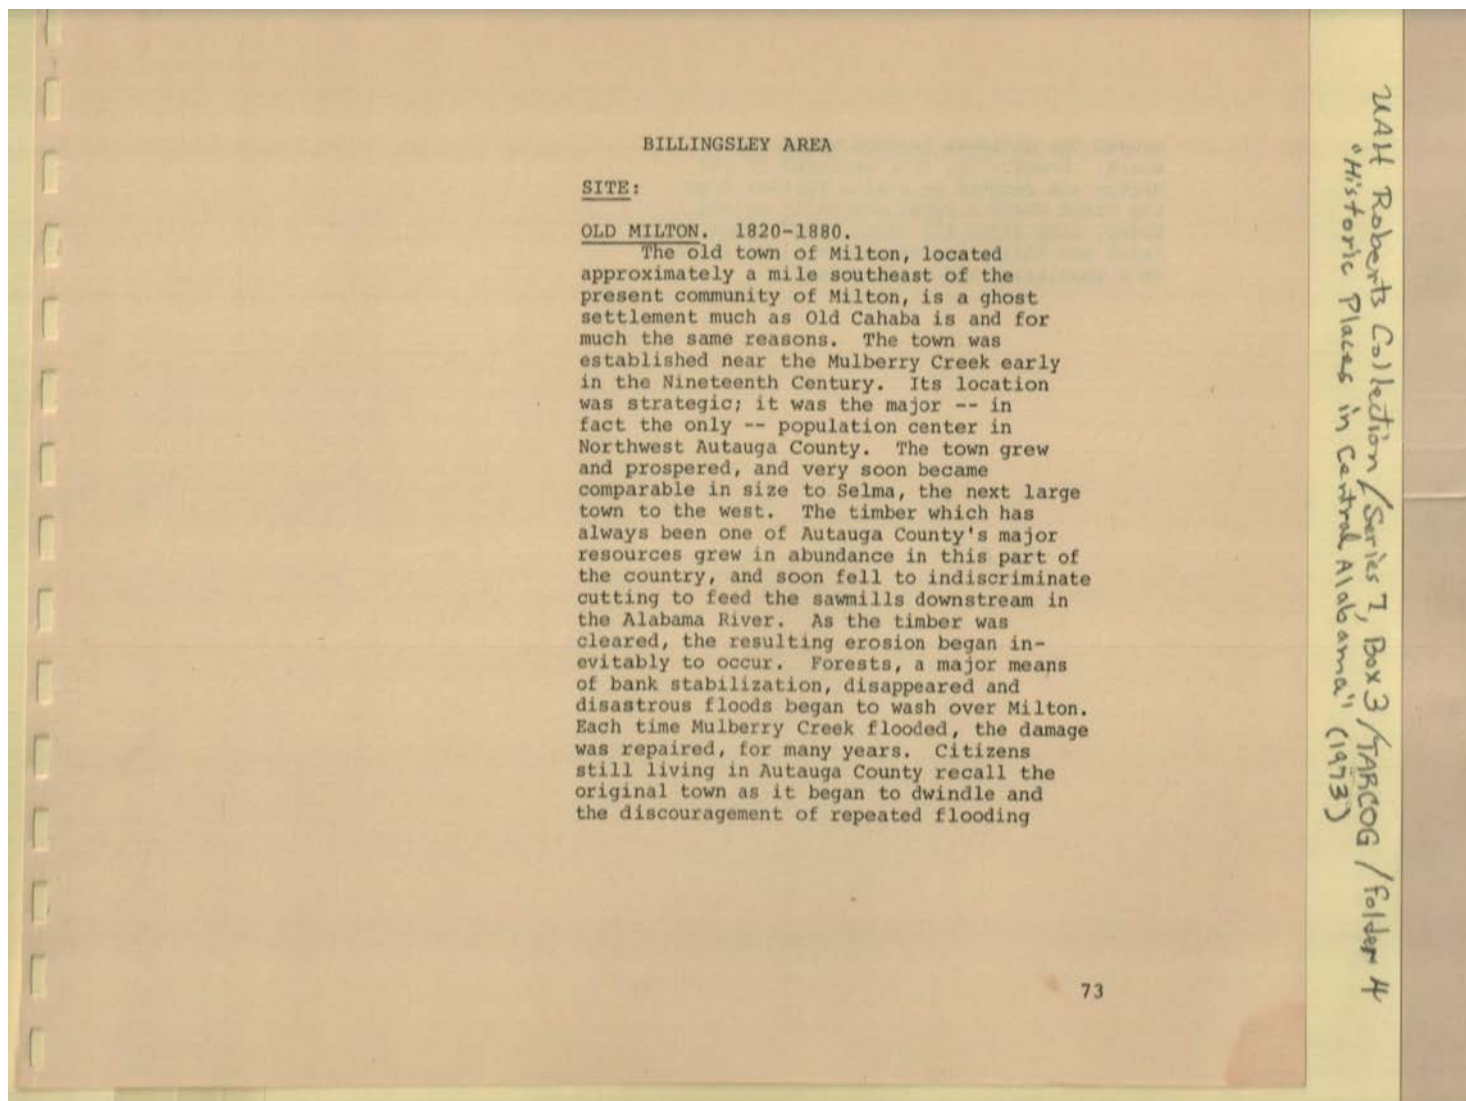 BILLINGSLEY AREA
SITE:
OLD MILTON. 1820-1880.
The old town of Milton, located
approximately a mile southeast of the
present community of Milton, is a ghost
settlement much as Old Cahaba is and for
much the same reasons. The town was
established near the Mulberry Creek early
in the Nineteenth Century. Its location
was strategic; it was the major -- in
fact the only -- population center in
Northwest Autauga County. The town grew
and prospered, and very soon became
comparable in size to Selma, the next large
town to the west. The timber which has
always been one of Autauga County's major
resources grew in abundance in this part of
the country, and soon fell to indiscriminate
cutting to feed the sawmills downstream in
the Alabama River. As the timber was
cleared, the resulting erosion began in-
evitably to occur. Forests, a major means
of bank stabilization, disappeared and
disastrous floods began to wash over Milton.
Each time Mulberry Creek flooded, the damage
was repaired, for many years. Citizens
still living in Autauga County recall the
original town as it began to dwindle and
the discouragement of repeated flooding
73
UAH Roberts Collection/Series 7, Box 3/TARCOG/Folder 4
"Historic Places in Central Alabama" (1973)